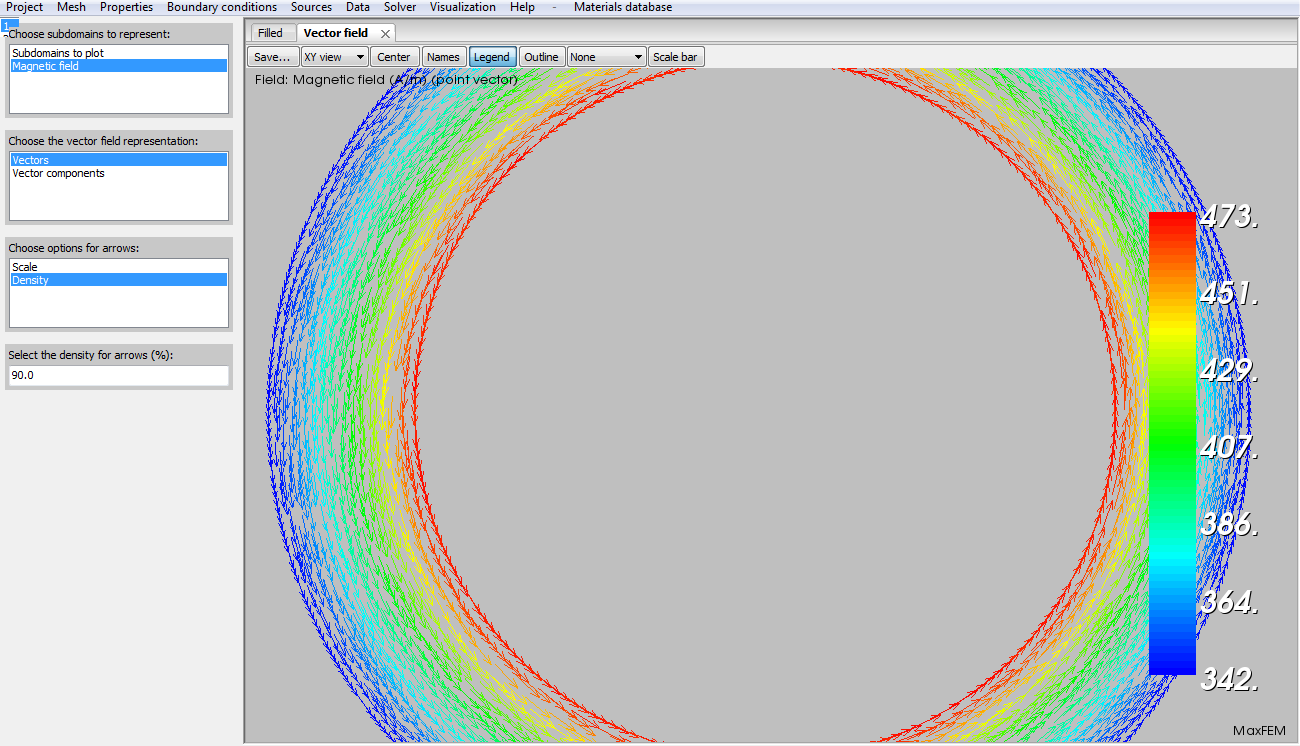 Project Mesh Properties Boundary conditions Sources Data Solver Visualization Help - Materials database
1
Choose subdomains to represent:
Subdomains to plot
Magnetic field
Choose the vector field representation:
Vectors
Vector components
Choose options for arrows:
Scale
Density
Select the density for arrows (%):
90.0
Filled Vector field
Save... XY view Center Names Legend Outline None Scale bar
Field: Magnetic field (A/m) (point vector)
473.
451.
429.
407.
386.
364.
342.
MaxFEM